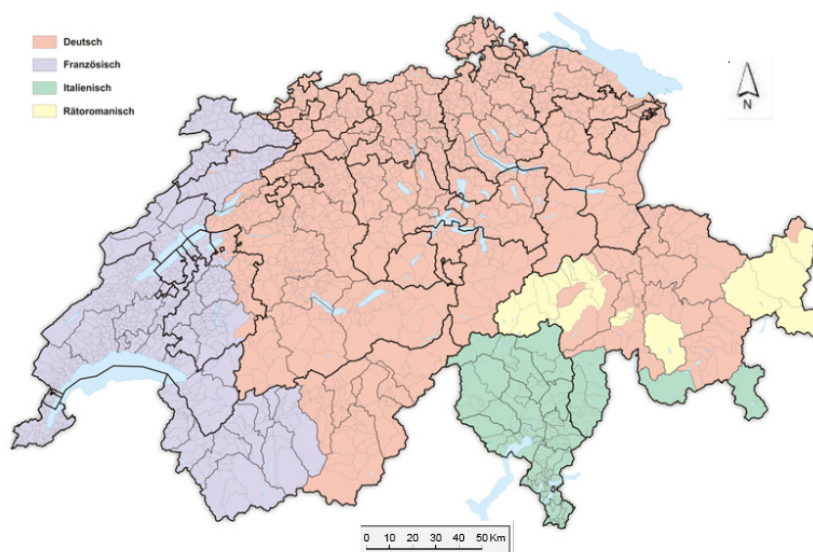 Deutsch
Französisch
Italienisch
Rätoromanisch
N
0 10 20 30 40 50 Km